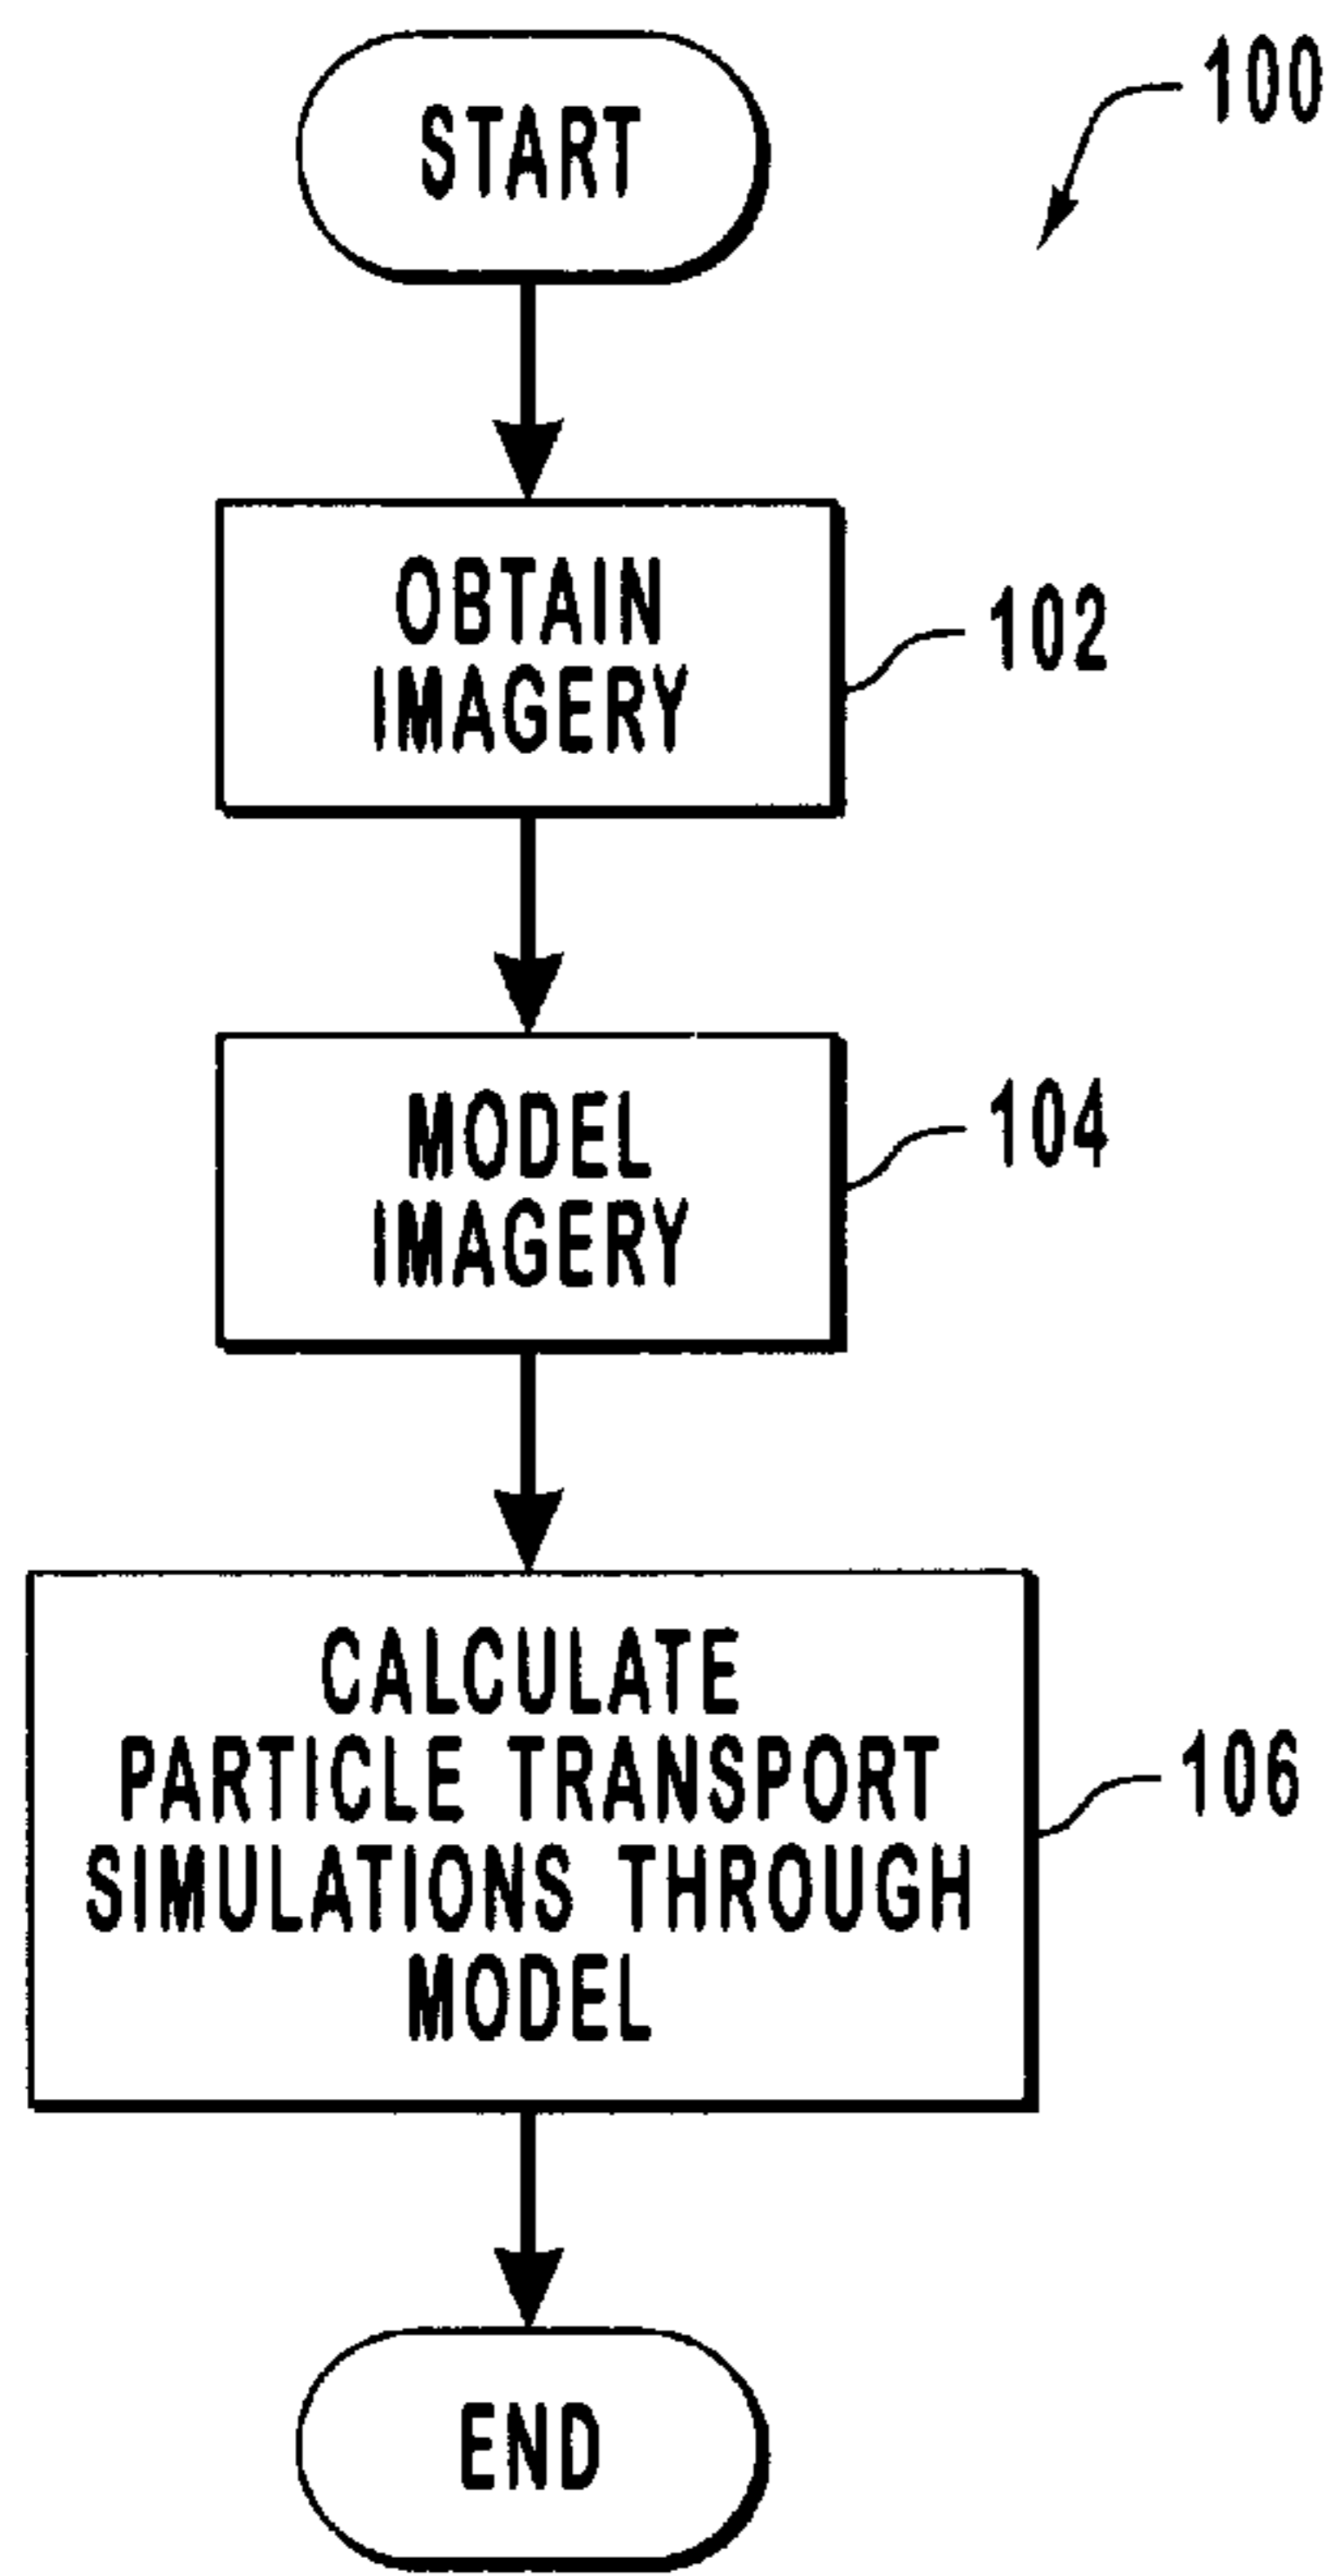 START
100
OBTAIN
IMAGERY
102
MODEL
IMAGERY
104
CALCULATE
PARTICLE TRANSPORT
SIMULATIONS THROUGH
MODEL
106
END